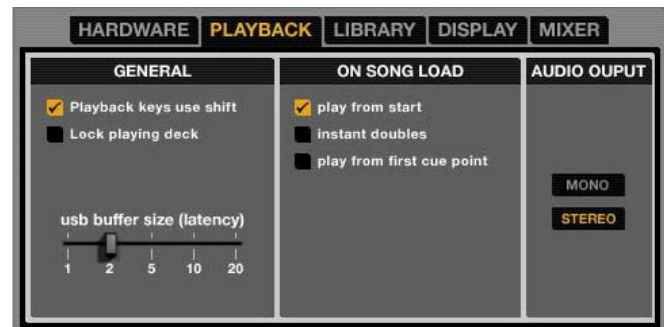 HARDWARE PLAYBACK LIBRARY DISPLAY MIXER
GENERAL
Playback keys use shift
Lock playing deck
usb buffer size (latency)
1 2 5 10 20
ON SONG LOAD
play from start
instant doubles
play from first cue point
AUDIO OUPUT
MONO
STEREO